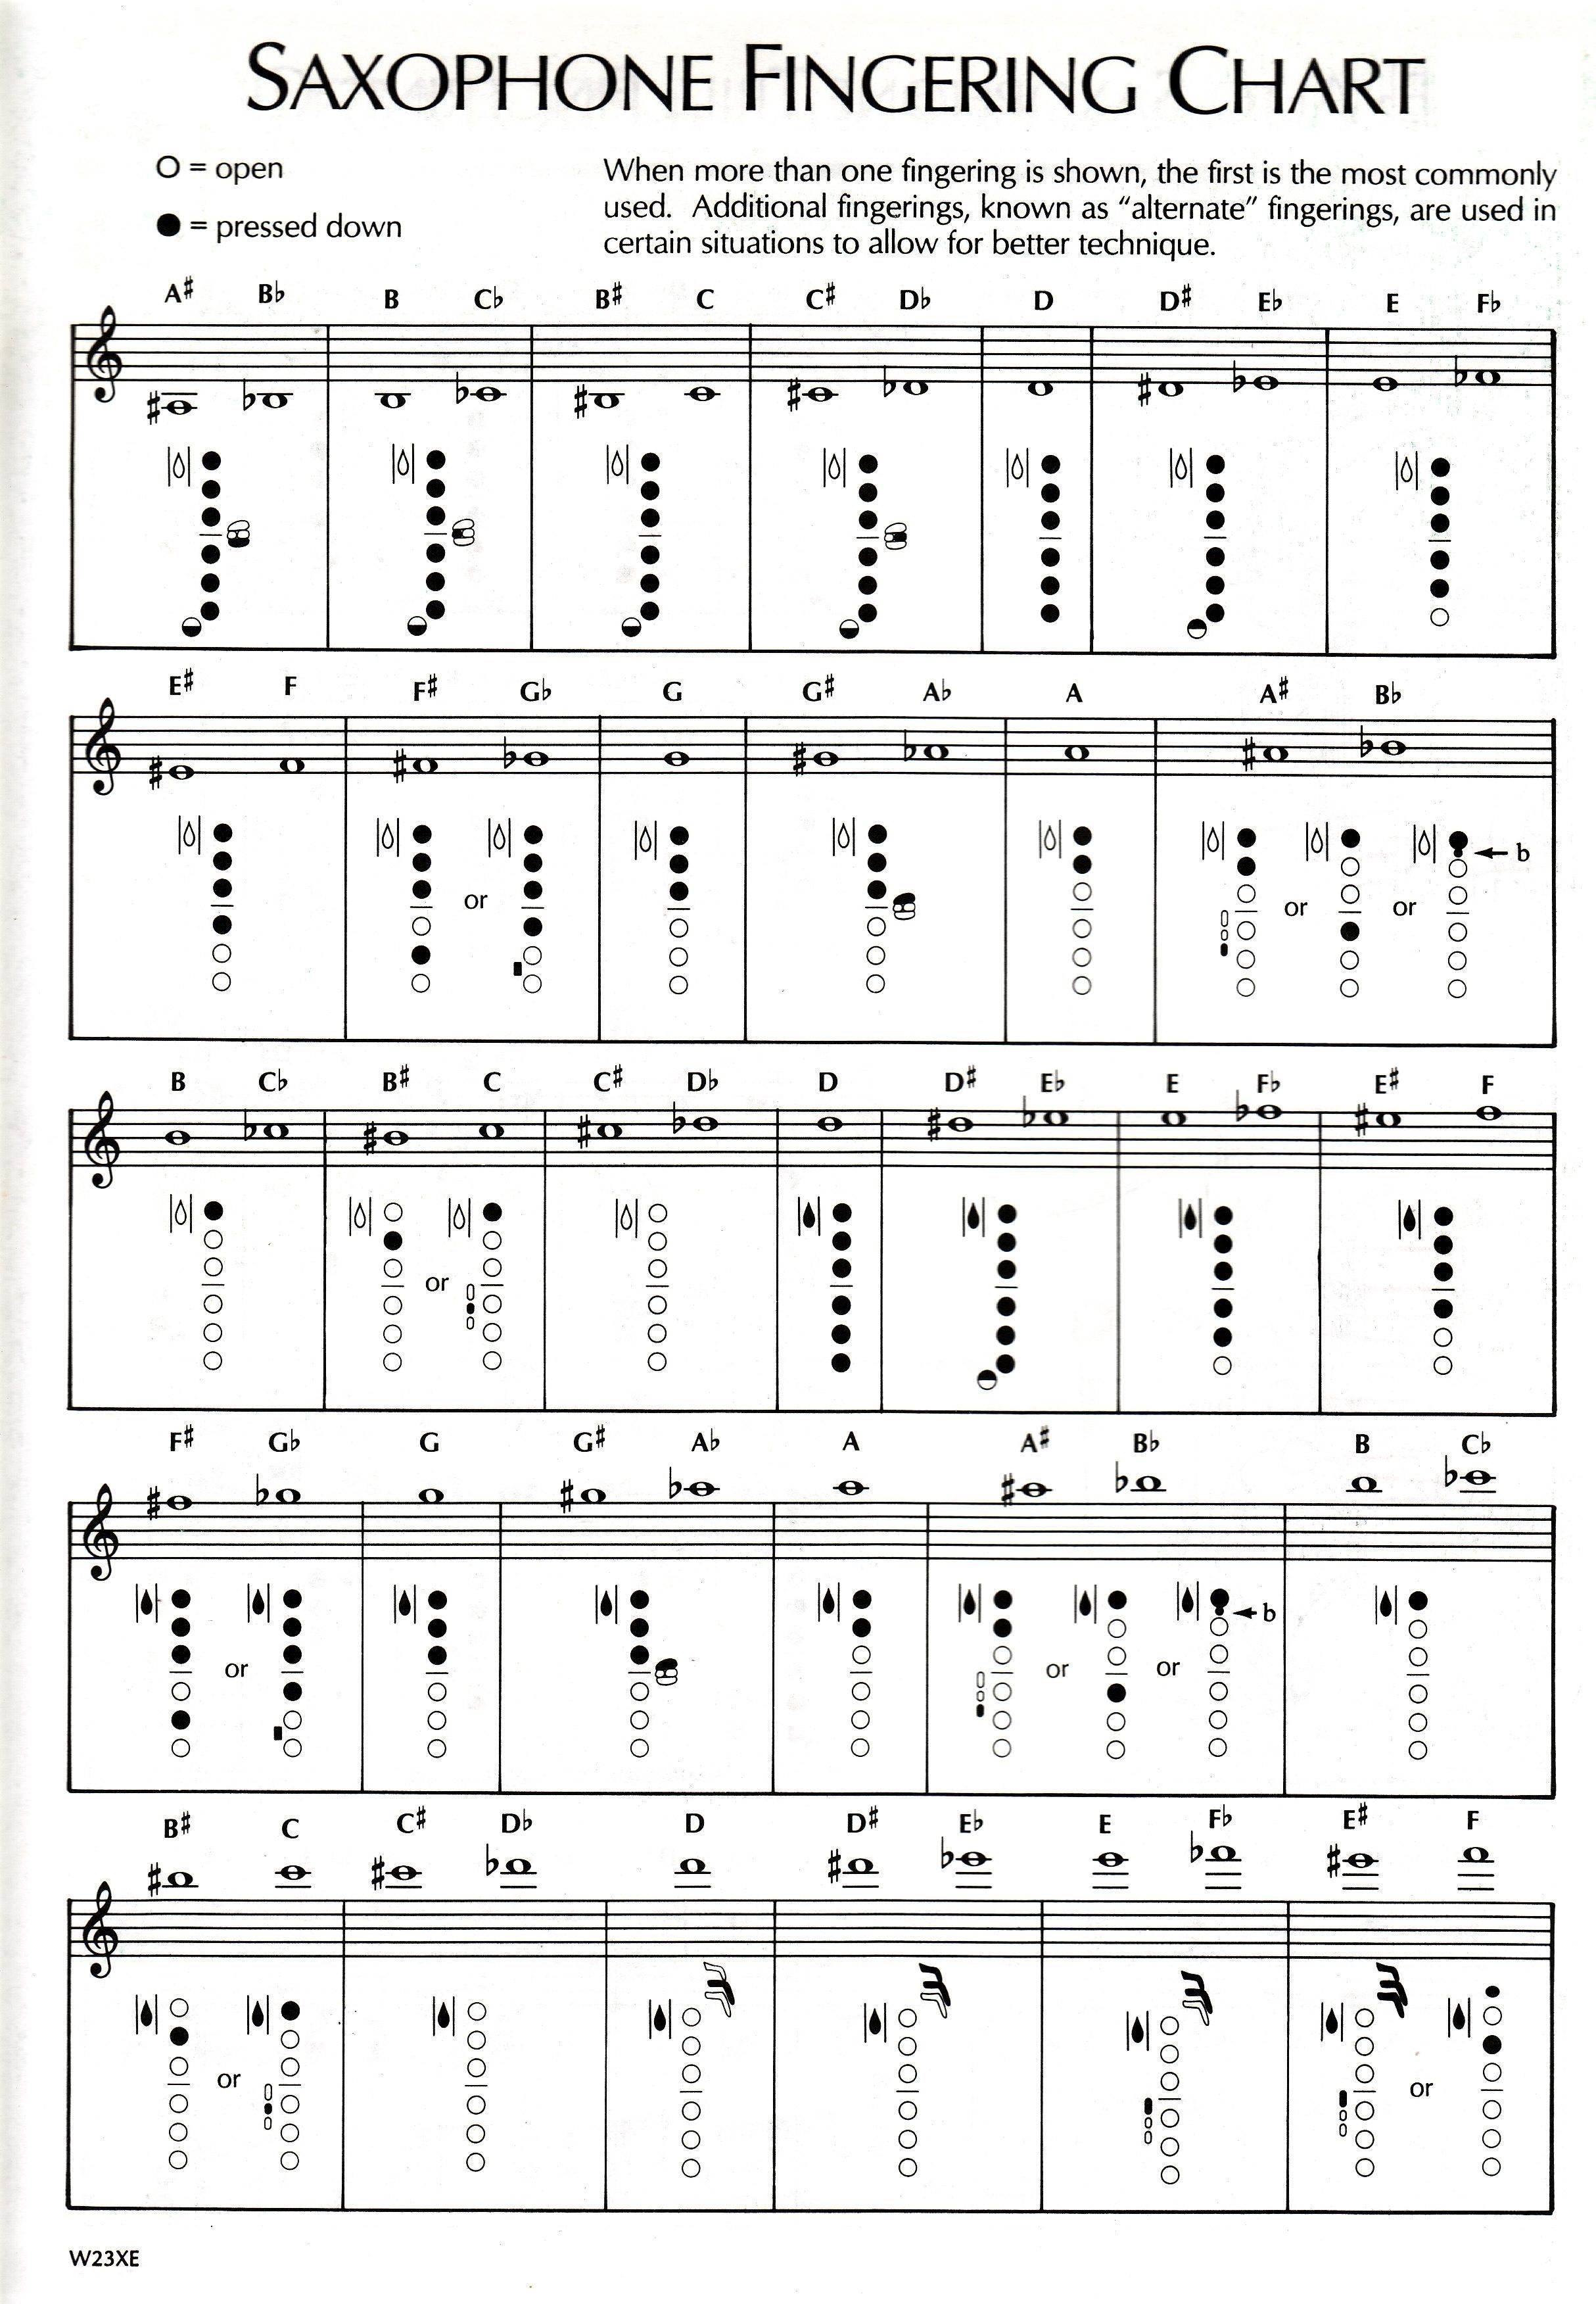 SAXOPHONE FINGERING CHART
O = open
● = pressed down
When more than one fingering is shown, the first is the most commonly
used. Additional fingerings, known as “alternate” fingerings, are used in
certain situations to allow for better technique.
A♯ B♭ B C♭ B♯ C C♯ D♭ D D♯ E♭ E F♭
E♯ F F♯ G♭ G G♯ A♭ A A♯ B♭
or or or b
B C♭ B♯ C C♯ D♭ D D♯ E♭ E F♭ E♯ F
or
F♯ G♭ G G♯ A♭ A A♯ B♭ B C♭
or or or b
B♯ C C♯ D♭ D D♯ E♭ E F♭ E♯ F
or or
W23XE